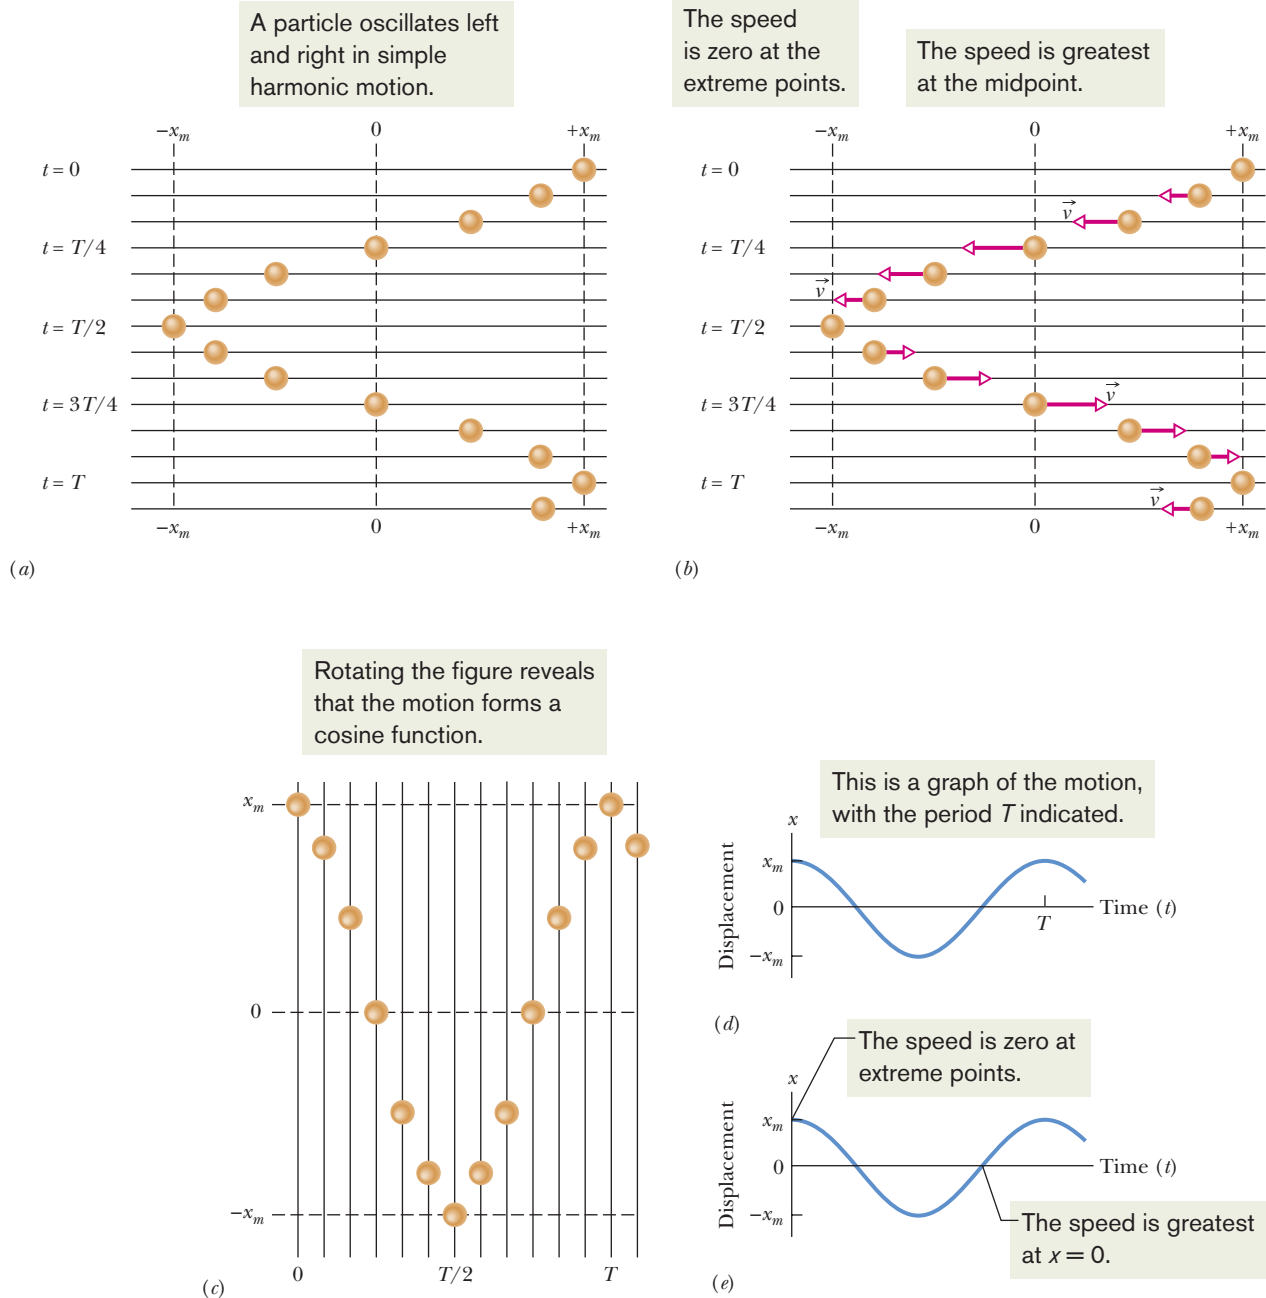 A particle oscillates left
and right in simple
harmonic motion.
−xm 0 +xm
t = 0
t = T/4
t = T/2
t = 3T/4
t = T
−xm 0 +xm
(a)
The speed
is zero at the
extreme points.
The speed is greatest
at the midpoint.
−xm 0 +xm
t = 0
v
t = T/4
v
t = T/2
t = 3T/4
v
t = T
v
−xm 0 +xm
(b)
Rotating the figure reveals
that the motion forms a
cosine function.
xm
0
−xm
0 T/2 T
(c)
This is a graph of the motion,
with the period T indicated.
x
Displacement
xm
0
−xm
T
Time (t)
(d)
The speed is zero at
extreme points.
x
Displacement
xm
0
−xm
Time (t)
The speed is greatest
at x = 0.
(e)